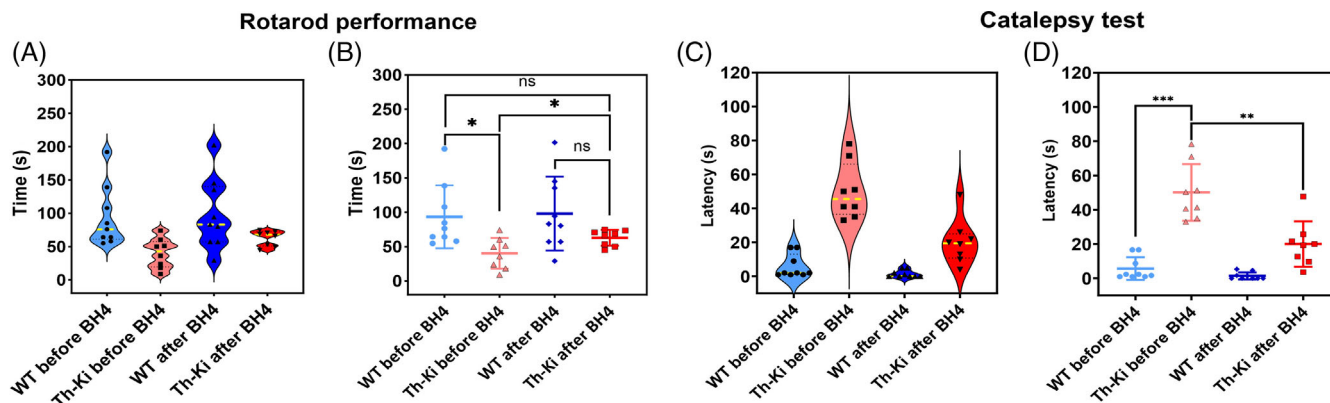 Rotarod performance
Catalepsy test
(A)
Time (s)
300
250
200
150
100
50
0
WT before BH4
Th-Ki before BH4
WT after BH4
Th-Ki after BH4
(B)
Time (s)
300
250
200
150
100
50
0
ns
*
*
ns
WT before BH4
Th-Ki before BH4
WT after BH4
Th-Ki after BH4
(C)
Latency (s)
120
100
80
60
40
20
0
WT before BH4
Th-Ki before BH4
WT after BH4
Th-Ki after BH4
(D)
Latency (s)
120
100
80
60
40
20
0
***
**
WT before BH4
Th-Ki before BH4
WT after BH4
Th-Ki after BH4